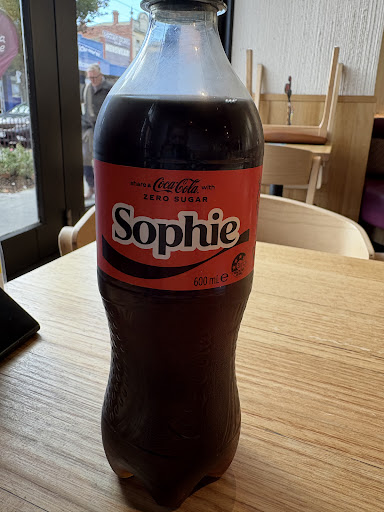 share a Coca-Cola with
ZERO SUGAR
Sophie
600 mL e